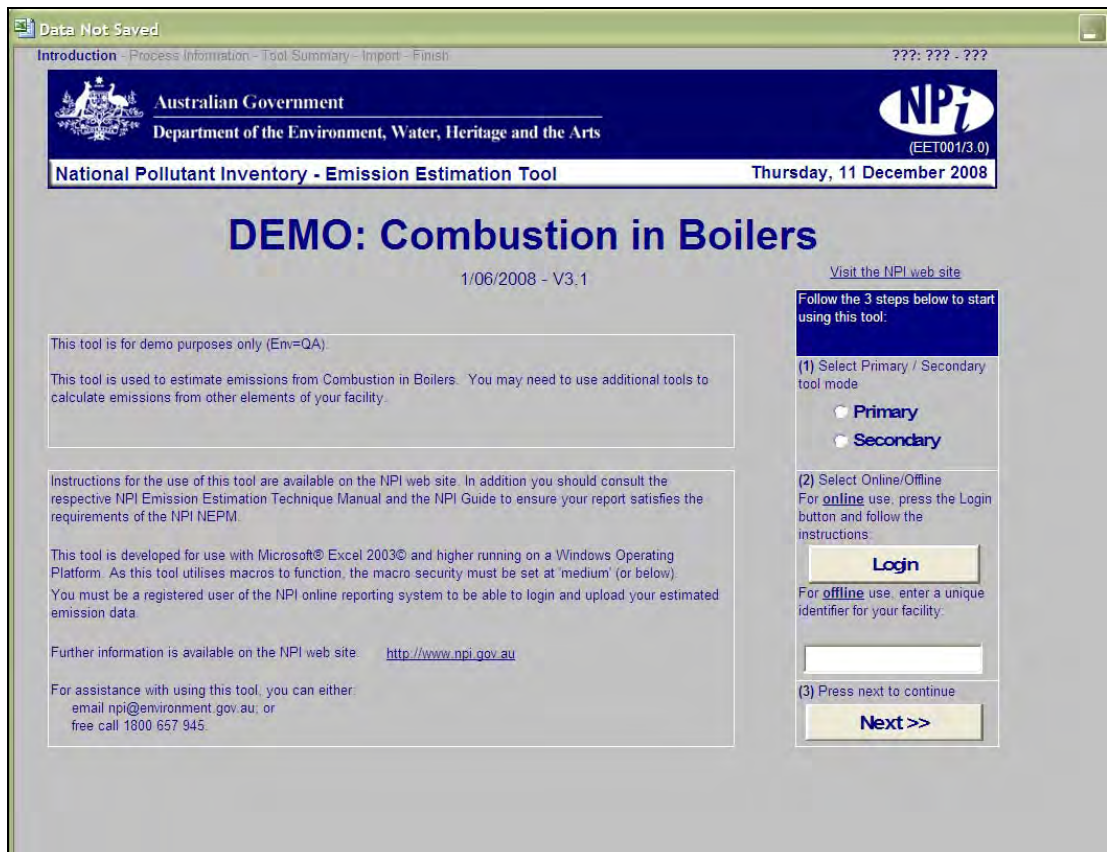 Data Not Saved
Introduction - Process Information - Tool Summary - Import - Finish
???: ??? - ???
Australian Government
Department of the Environment, Water, Heritage and the Arts
NPi
(EET001/3.0)
National Pollutant Inventory - Emission Estimation Tool
Thursday, 11 December 2008
DEMO: Combustion in Boilers
1/06/2008 - V3.1
This tool is for demo purposes only (Env=QA).
This tool is used to estimate emissions from Combustion in Boilers. You may need to use additional tools to
calculate emissions from other elements of your facility.
Instructions for the use of this tool are available on the NPI web site. In addition you should consult the
respective NPI Emission Estimation Technique Manual and the NPI Guide to ensure your report satisfies the
requirements of the NPI NEPM.
This tool is developed for use with Microsoft® Excel 2003© and higher running on a Windows Operating
Platform. As this tool utilises macros to function, the macro security must be set at 'medium' (or below).
You must be a registered user of the NPI online reporting system to be able to login and upload your estimated
emission data.
Further information is available on the NPI web site: http://www.npi.gov.au
For assistance with using this tool, you can either:
email npi@environment.gov.au; or
free call 1800 657 945.
Visit the NPI web site
Follow the 3 steps below to start
using this tool:
(1) Select Primary / Secondary
tool mode
Primary
Secondary
(2) Select Online/Offline
For online use, press the Login
button and follow the
instructions:
Login
For offline use, enter a unique
identifier for your facility:
(3) Press next to continue
Next >>